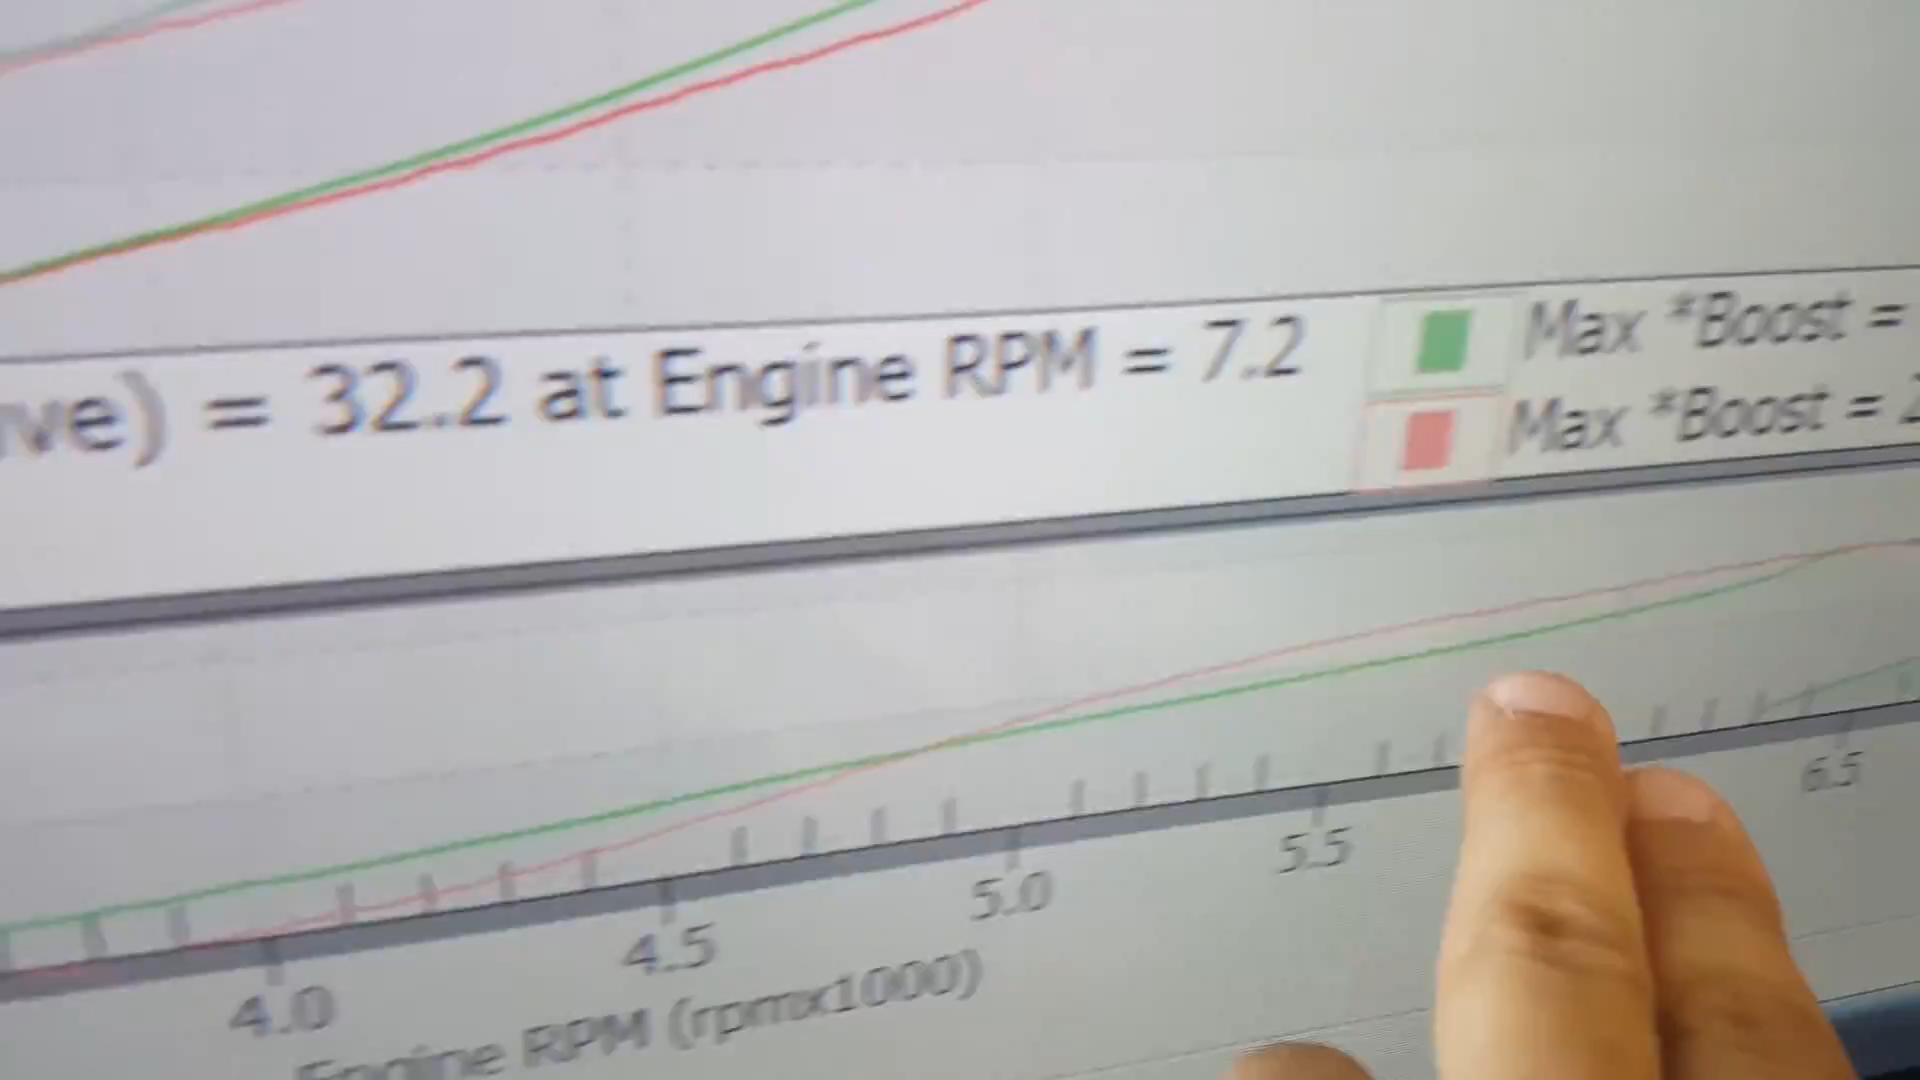 ve) = 32.2 at Engine RPM = 7.2
Max *Boost =
Max *Boost = 2
4.0 4.5 5.0 5.5 6.5
Engine RPM (rpmx1000)